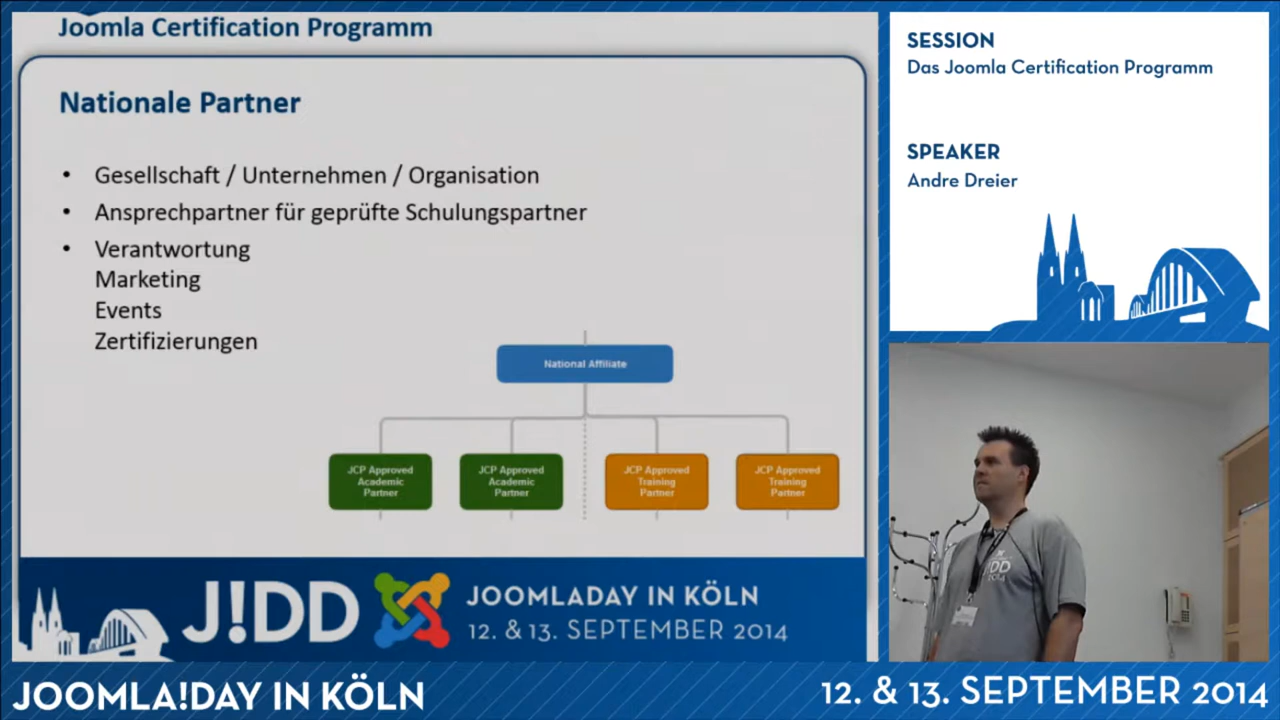 Joomla Certification Programm
Nationale Partner
• Gesellschaft / Unternehmen / Organisation
• Ansprechpartner für geprüfte Schulungspartner
• Verantwortung
Marketing
Events
Zertifizierungen
National Affiliate
JCP Approved
Academic
Partner
JCP Approved
Academic
Partner
JCP Approved
Training
Partner
JCP Approved
Training
Partner
J!DD
JOOMLADAY IN KÖLN
12. & 13. SEPTEMBER 2014
SESSION
Das Joomla Certification Programm
SPEAKER
Andre Dreier
J!DD
2014
JOOMLA!DAY IN KÖLN
12. & 13. SEPTEMBER 2014